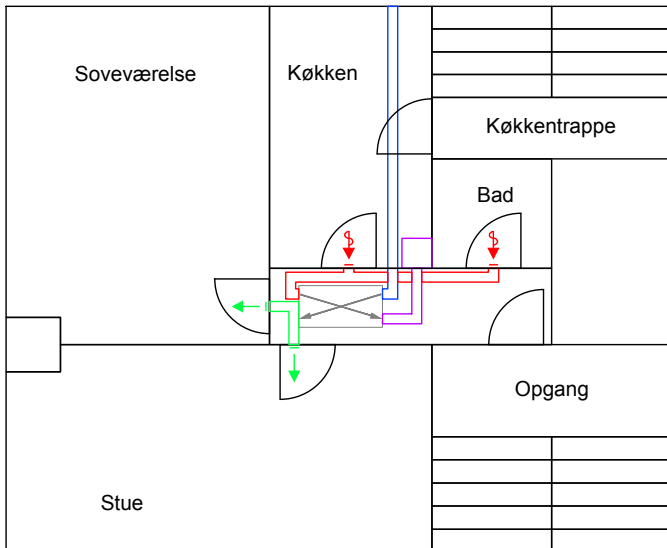 Soveværelse
Køkken
Køkkentrappe
Bad
Opgang
Stue